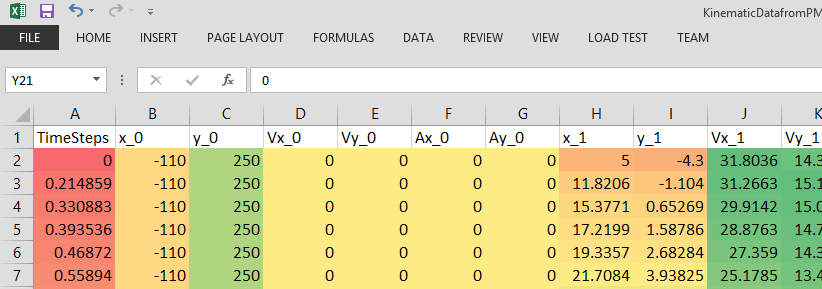 KinematicDatafromPM
FILE HOME INSERT PAGE LAYOUT FORMULAS DATA REVIEW VIEW LOAD TEST TEAM
Y21 fx 0
A B C D E F G H I J K
1 TimeSteps x_0 y_0 Vx_0 Vy_0 Ax_0 Ay_0 x_1 y_1 Vx_1 Vy_1
2 0 -110 250 0 0 0 0 5 -4.3 31.8036 14.3
3 0.214859 -110 250 0 0 0 0 11.8206 -1.104 31.2663 15.1
4 0.330883 -110 250 0 0 0 0 15.3771 0.65269 29.9142 15.0
5 0.393536 -110 250 0 0 0 0 17.2199 1.58786 28.8763 14.7
6 0.46872 -110 250 0 0 0 0 19.3357 2.68284 27.359 14.3
7 0.55894 -110 250 0 0 0 0 21.7084 3.93825 25.1785 13.4